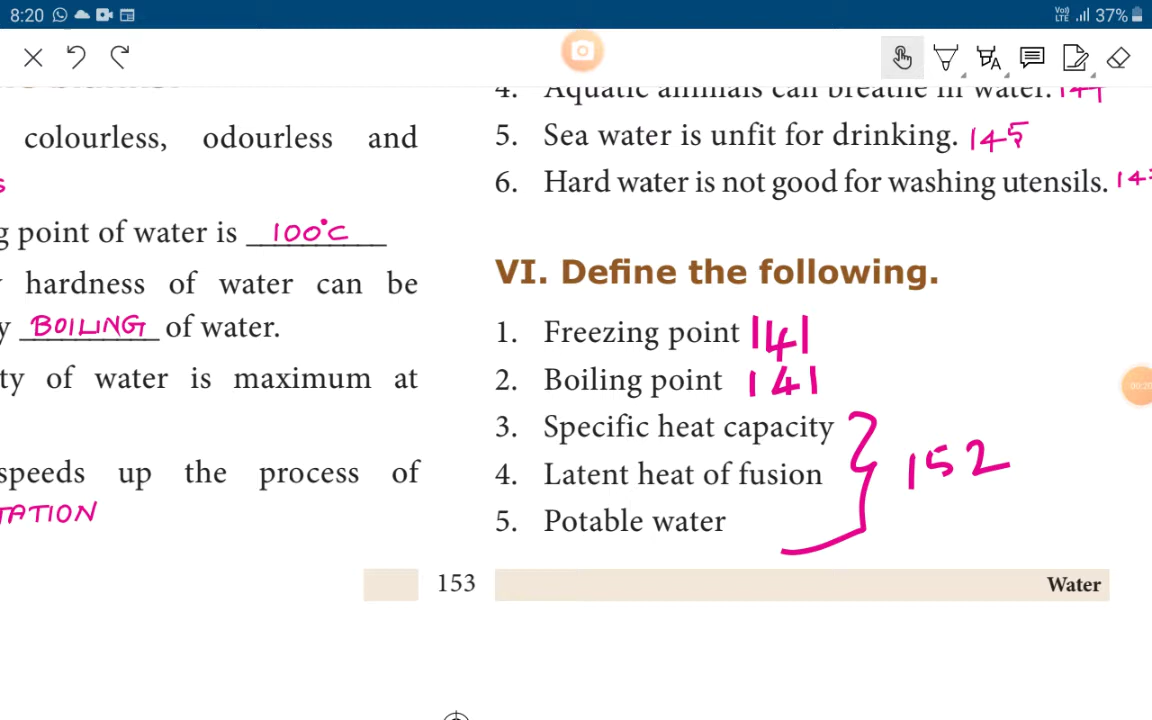 8:20
Vo) LTE 37%
colourless, odourless and
g point of water is 100°C
hardness of water can be
y BOILING of water.
ty of water is maximum at
speeds up the process of
TATION
4. Aquatic animals can breathe in water. 144
5. Sea water is unfit for drinking. 145
6. Hard water is not good for washing utensils. 14
VI. Define the following.
1. Freezing point 141
2. Boiling point 141
3. Specific heat capacity
4. Latent heat of fusion 152
5. Potable water
153
Water